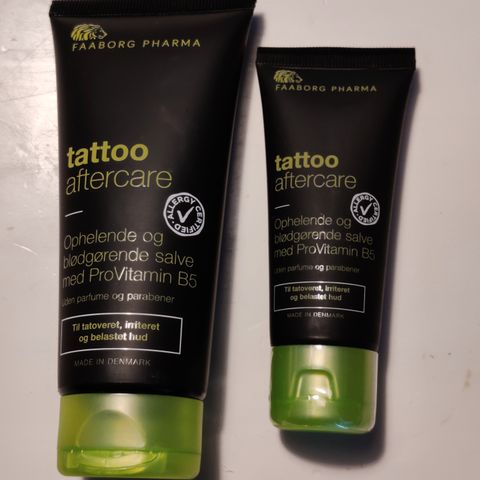 FAABORG PHARMA
tattoo
aftercare
ALLERGY CERTIFIED
Ophelende og
blødgørende salve
med ProVitamin B5
uden parfume og parabener
Til tatoveret, irriteret
og belastet hud
MADE IN DENMARK
FAABORG PHARMA
tattoo
aftercare
ALLERGY CERTIFIED
Ophelende og
blødgørende salve
med ProVitamin B5
uden parfume og parabener
Til tatoveret, irriteret
og belastet hud
MADE IN DENMARK